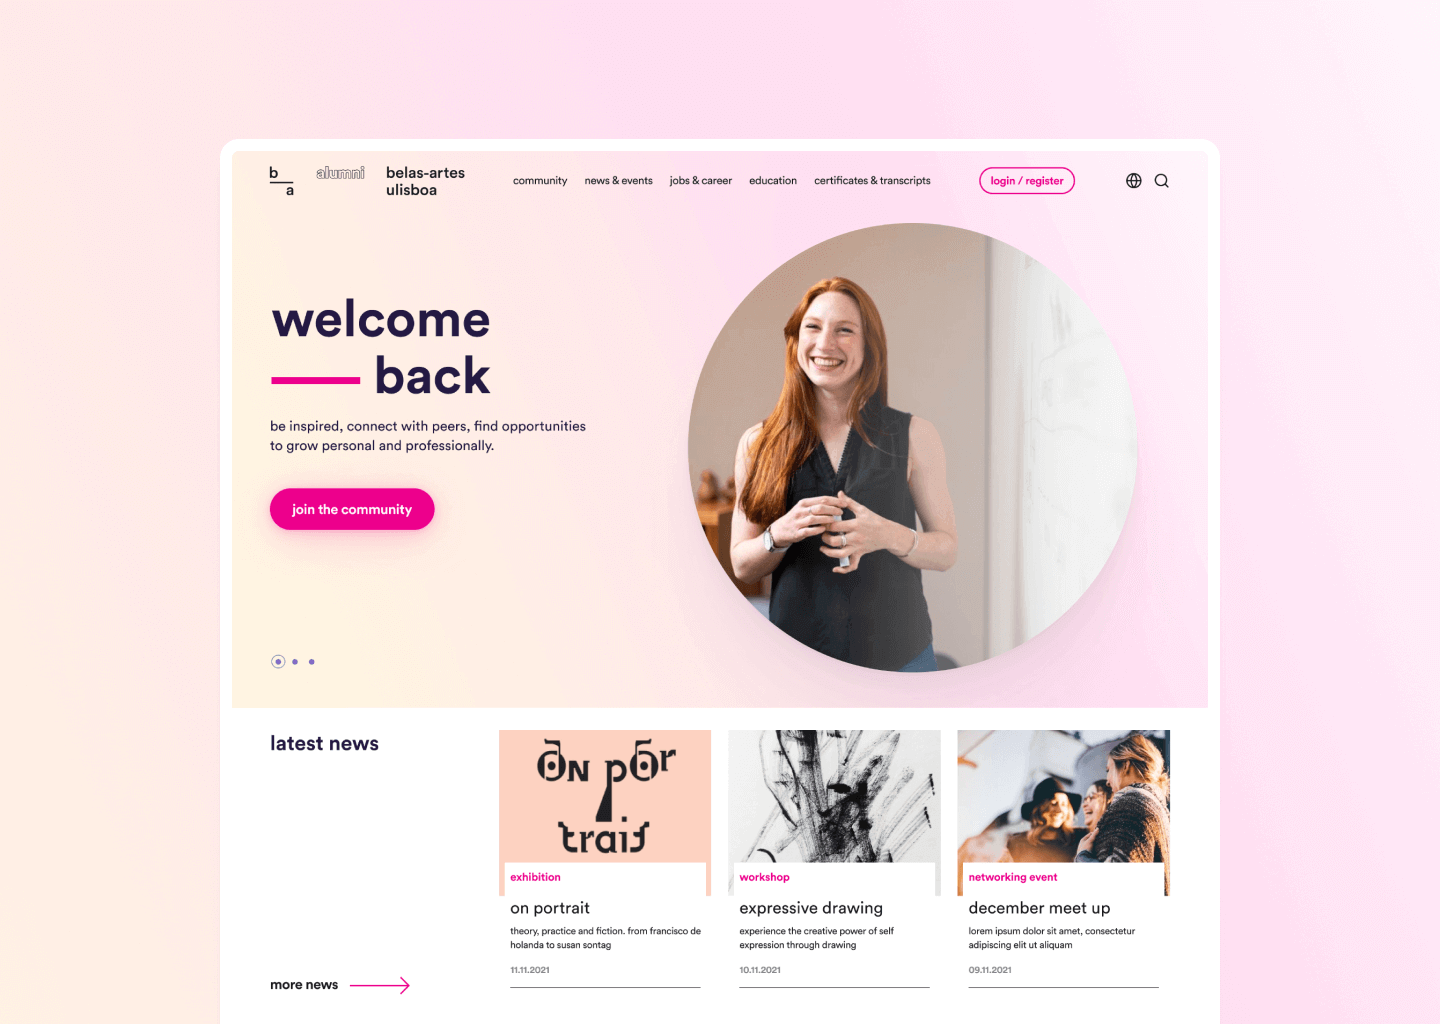 b
a
alumni
belas-artes
ulisboa
community
news & events
jobs & career
education
certificates & transcripts
login / register
welcome
back
be inspired, connect with peers, find opportunities
to grow personal and professionally.
join the community
latest news
more news
on por
trait
exhibition
on portrait
theory, practice and fiction. from francisco de
holanda to susan sontag
11.11.2021
workshop
expressive drawing
experience the creative power of self
expression through drawing
10.11.2021
networking event
december meet up
lorem ipsum dolor sit amet, consectetur
adipiscing elit ut aliquam
09.11.2021